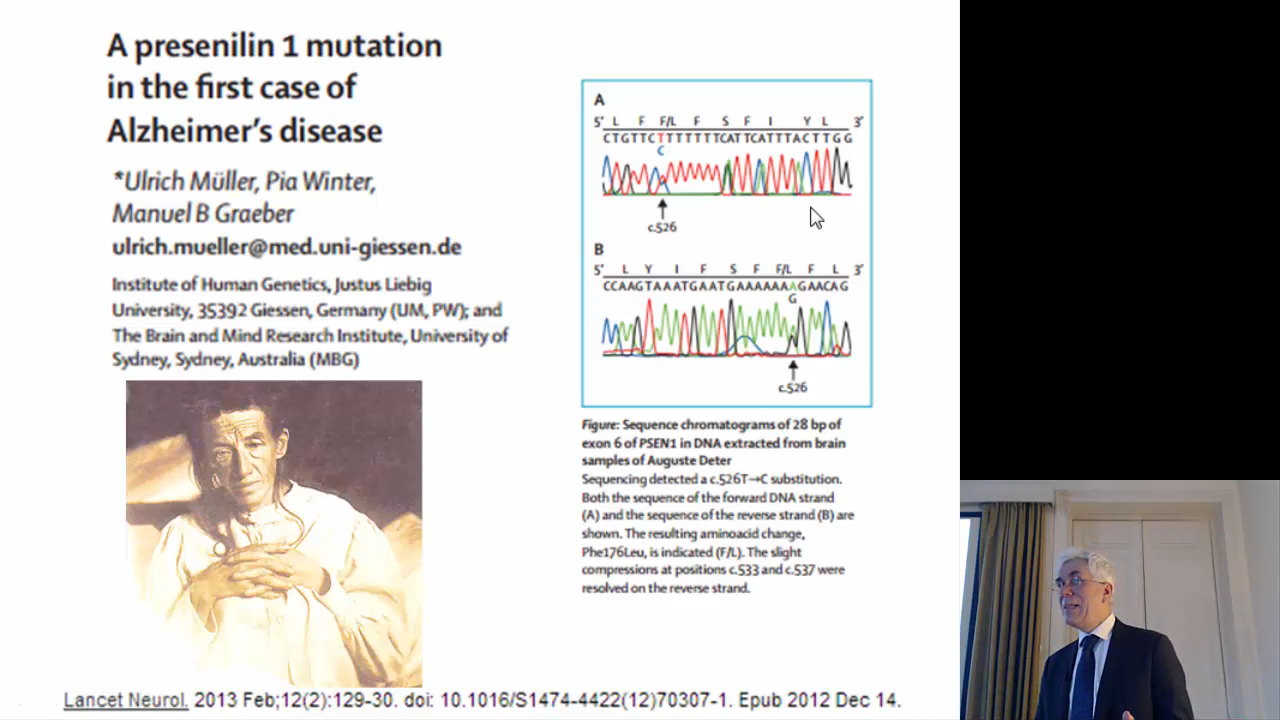 A presenilin 1 mutation
in the first case of
Alzheimer's disease
*Ulrich Müller, Pia Winter,
Manuel B Graeber
ulrich.mueller@med.uni-giessen.de
Institute of Human Genetics, Justus Liebig
University, 35392 Giessen, Germany (UM, PW); and
The Brain and Mind Research Institute, University of
Sydney, Sydney, Australia (MBG)
A
5' L F F/L F S F I Y L 3'
CTGTTCTTTTTTTCATTCATTTACTTGG
C
c.526
B
5' L Y I F S F F/L F L 3'
CCAAGTAAATGAATGAAAAAAAGAACAG
G
c.526
Figure: Sequence chromatograms of 28 bp of
exon 6 of PSEN1 in DNA extracted from brain
samples of Auguste Deter
Sequencing detected a c.526T→C substitution.
Both the sequence of the forward DNA strand
(A) and the sequence of the reverse strand (B) are
shown. The resulting aminoacid change,
Phe176Leu, is indicated (F/L). The slight
compressions at positions c.533 and c.537 were
resolved on the reverse strand.
Lancet Neurol. 2013 Feb;12(2):129-30. doi: 10.1016/S1474-4422(12)70307-1. Epub 2012 Dec 14.